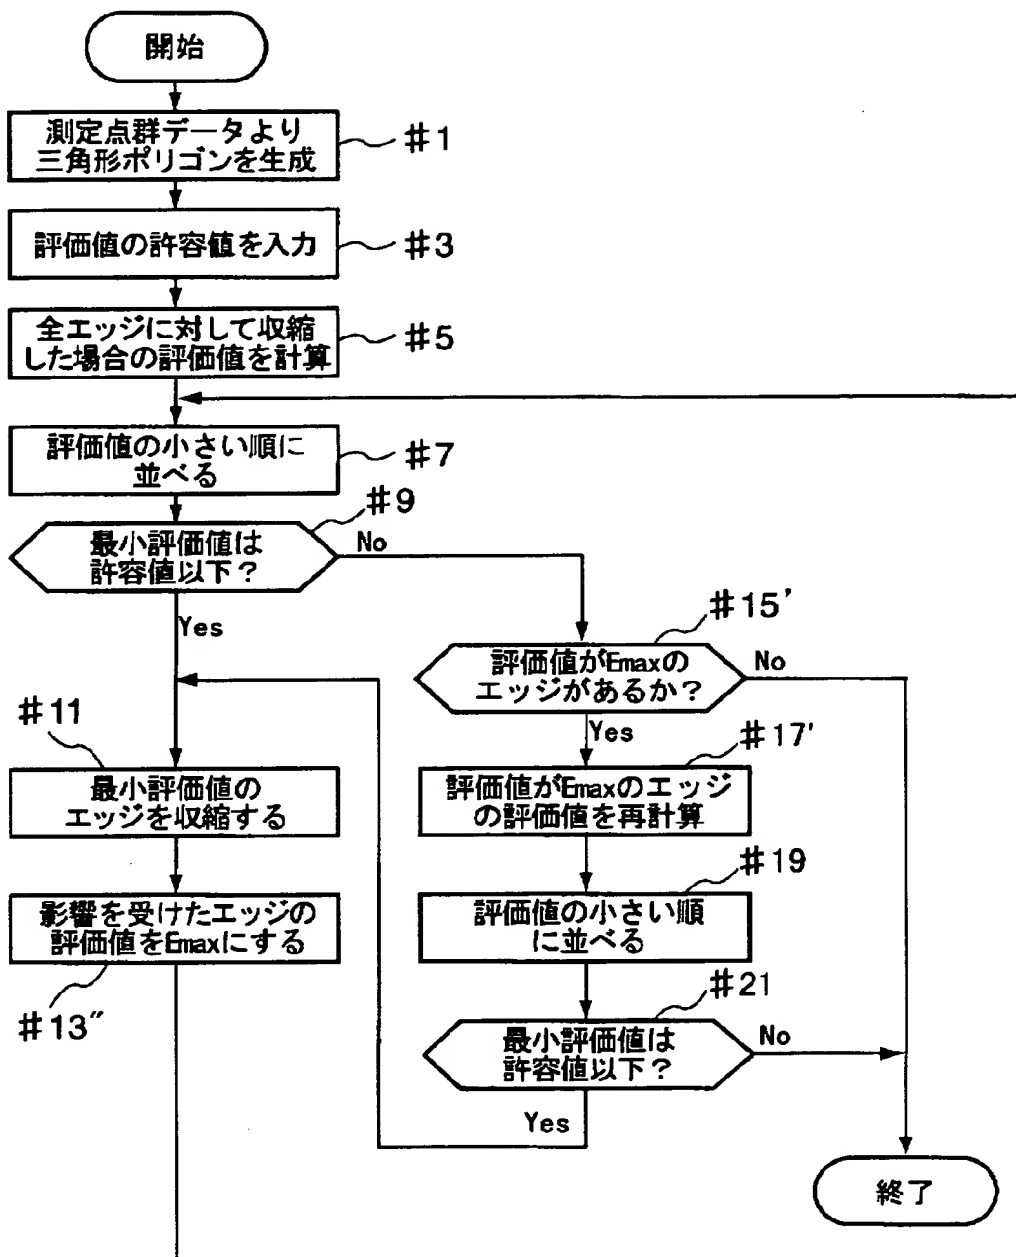 開始
測定点群データより
三角形ポリゴンを生成
#1
評価値の許容値を入力
#3
全エッジに対して収縮
した場合の評価値を計算
#5
評価値の小さい順に
並べる
#7
#9
最小評価値は
許容値以下?
No
Yes
#15'
評価値がEmaxの
エッジがあるか?
No
Yes
#11
最小評価値の
エッジを収縮する
#17'
評価値がEmaxのエッジ
の評価値を再計算
#19
評価値の小さい順
に並べる
影響を受けたエッジの
評価値をEmaxにする
#13"
#21
最小評価値は
許容値以下?
No
Yes
終了